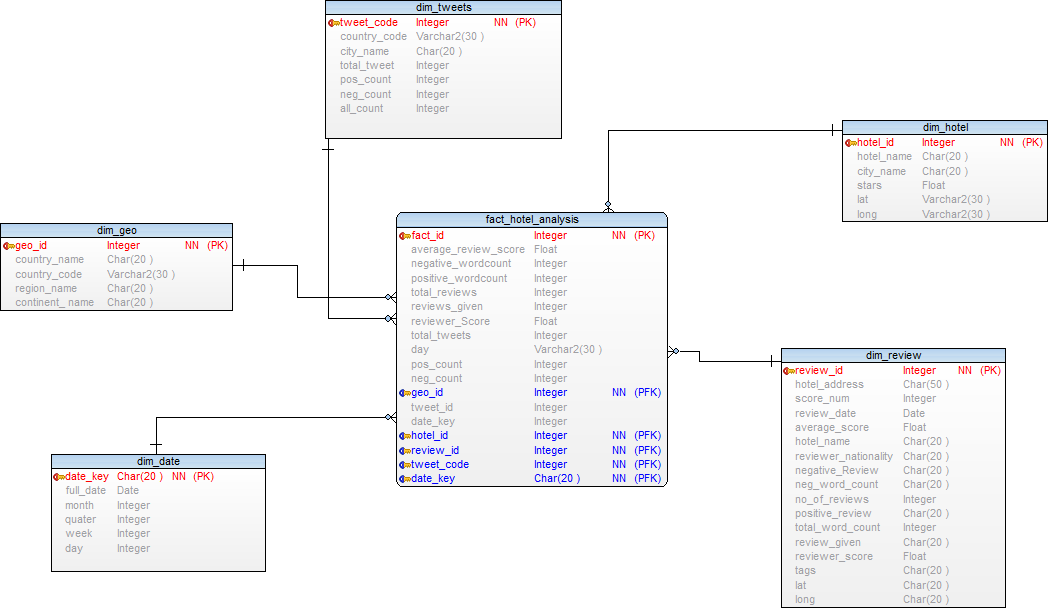 dim_tweets
tweet_code Integer NN (PK)
country_code Varchar2(30 )
city_name Char(20 )
total_tweet Integer
pos_count Integer
neg_count Integer
all_count Integer
dim_hotel
hotel_id Integer NN (PK)
hotel_name Char(20 )
city_name Char(20 )
stars Float
lat Varchar2(30 )
long Varchar2(30 )
dim_geo
geo_id Integer NN (PK)
country_name Char(20 )
country_code Varchar2(30 )
region_name Char(20 )
continent_ name Char(20 )
fact_hotel_analysis
fact_id Integer NN (PK)
average_review_score Float
negative_wordcount Integer
positive_wordcount Integer
total_reviews Integer
reviews_given Integer
reviewer_Score Float
total_tweets Integer
day Varchar2(30 )
pos_count Integer
neg_count Integer
geo_id Integer NN (PFK)
tweet_id Integer
date_key Integer
hotel_id Integer NN (PFK)
review_id Integer NN (PFK)
tweet_code Integer NN (PFK)
date_key Char(20 ) NN (PFK)
dim_date
date_key Char(20 ) NN (PK)
full_date Date
month Integer
quater Integer
week Integer
day Integer
dim_review
review_id Integer NN (PK)
hotel_address Char(50 )
score_num Integer
review_date Date
average_score Float
hotel_name Char(20 )
reviewer_nationality Char(20 )
negative_Review Char(20 )
neg_word_count Char(20 )
no_of_reviews Integer
positive_review Char(20 )
total_word_count Integer
review_given Char(20 )
reviewer_score Float
tags Char(20 )
lat Char(20 )
long Char(20 )